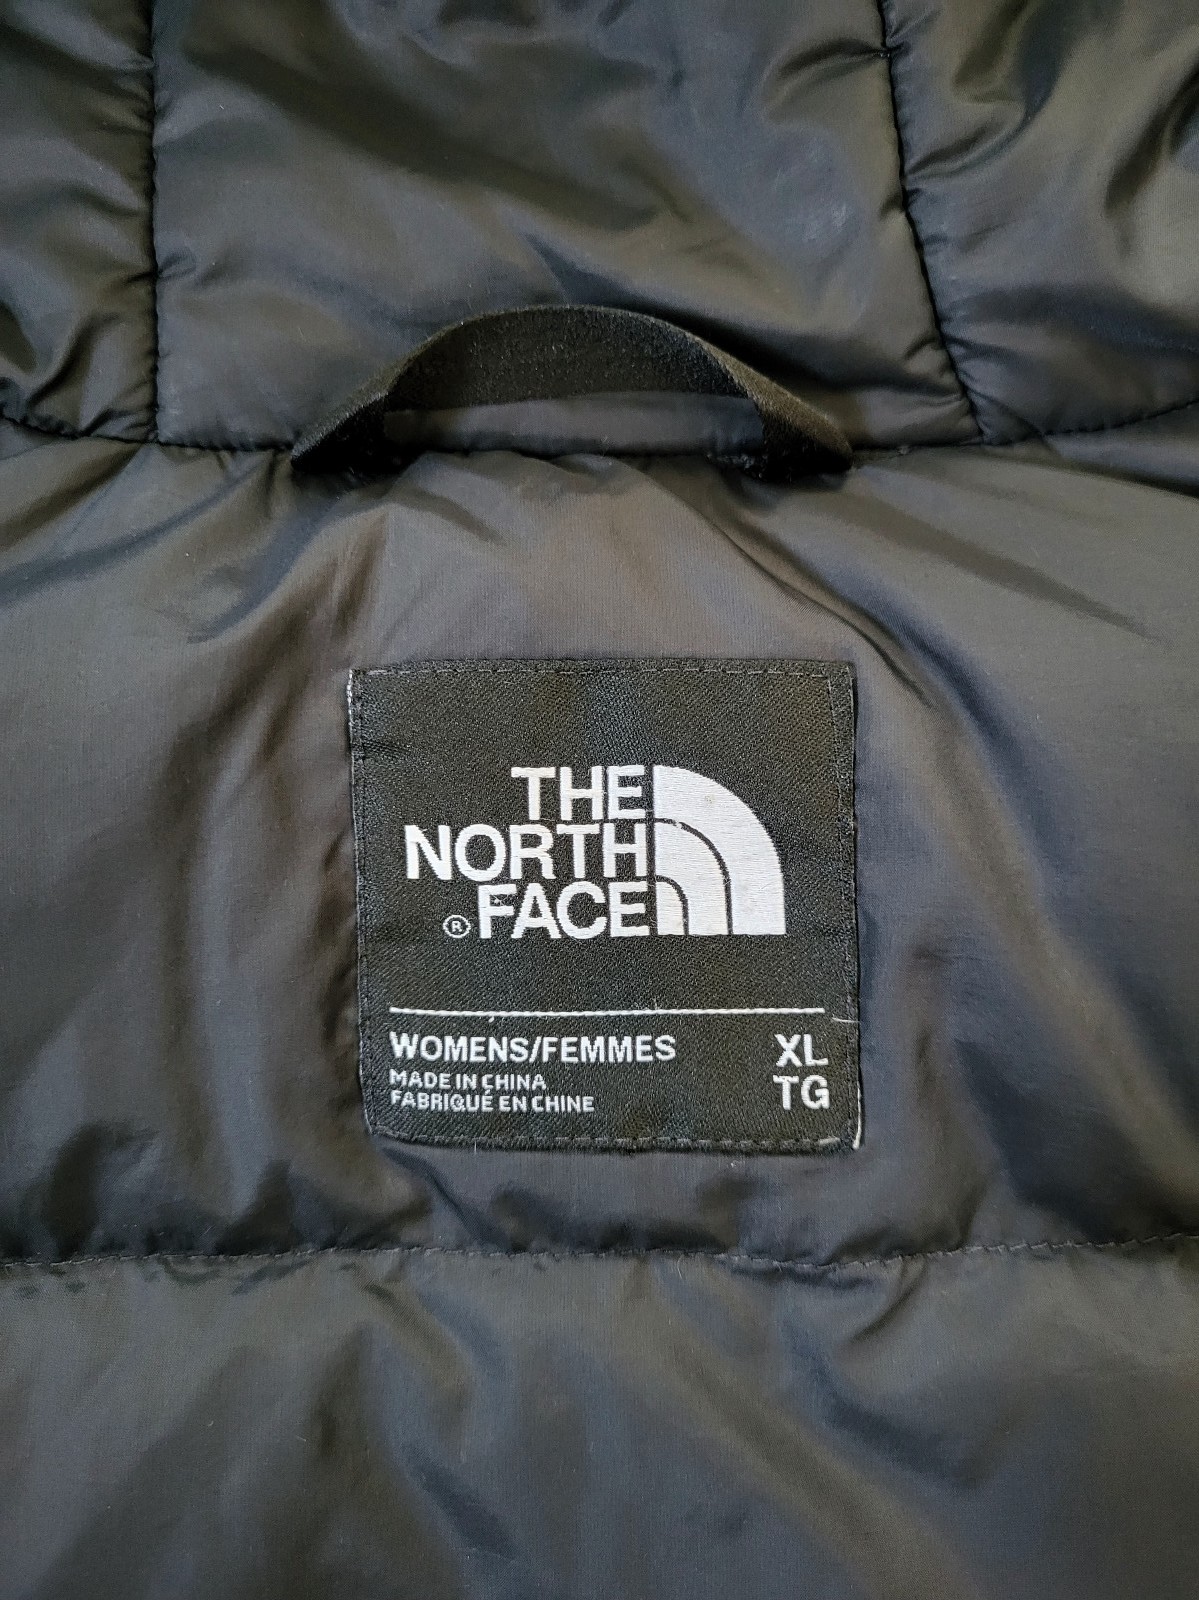 THE
NORTH
® FACE
WOMENS/FEMMES XL
MADE IN CHINA TG
FABRIQUÉ EN CHINE